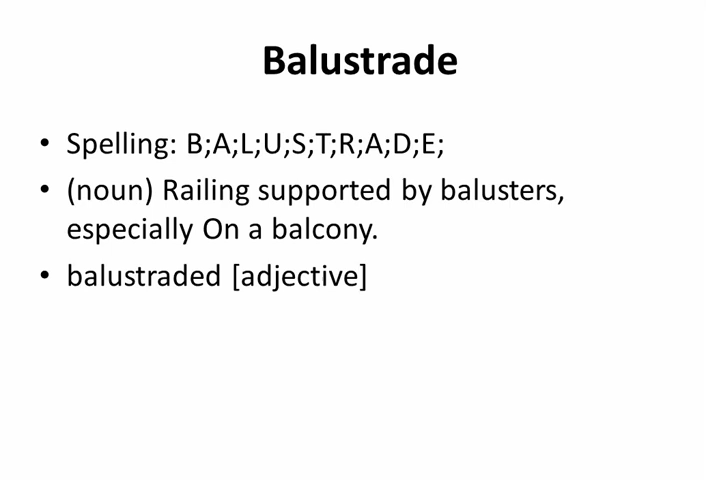 Balustrade
• Spelling: B;A;L;U;S;T;R;A;D;E;
• (noun) Railing supported by balusters,
especially On a balcony.
• balustraded [adjective]